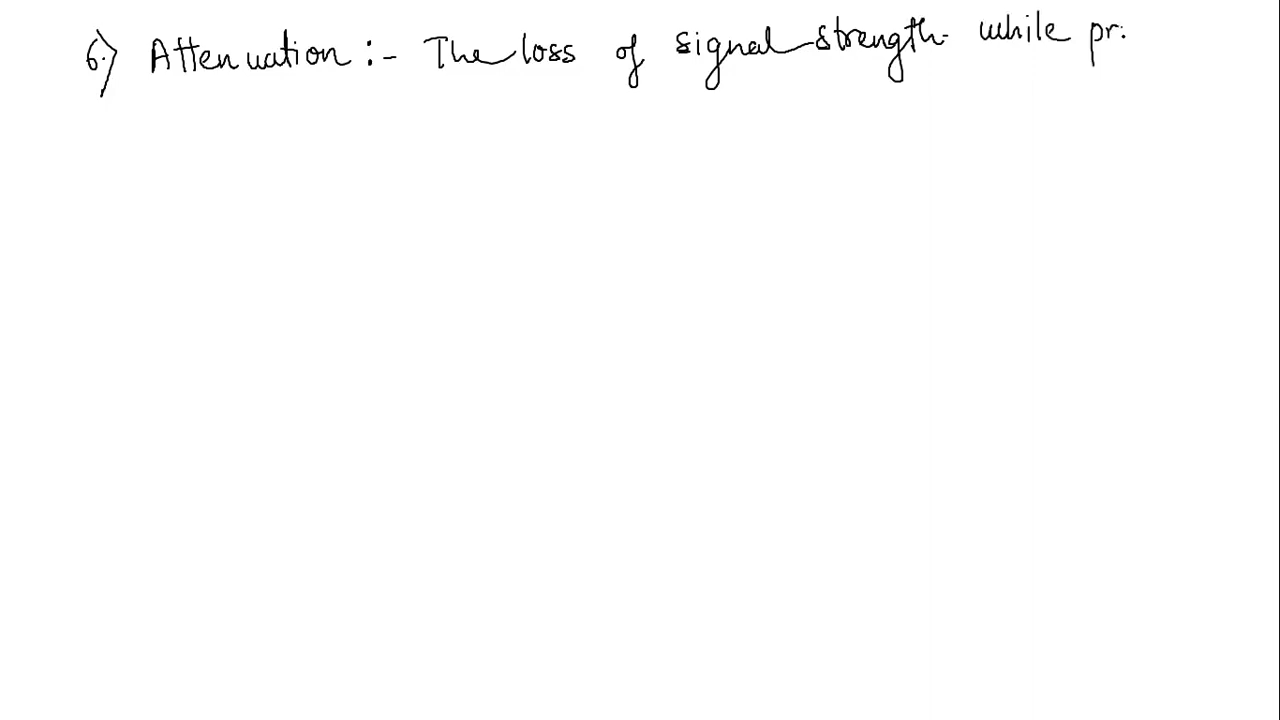 6.) Attenuation :- The loss of signal strength while pr.